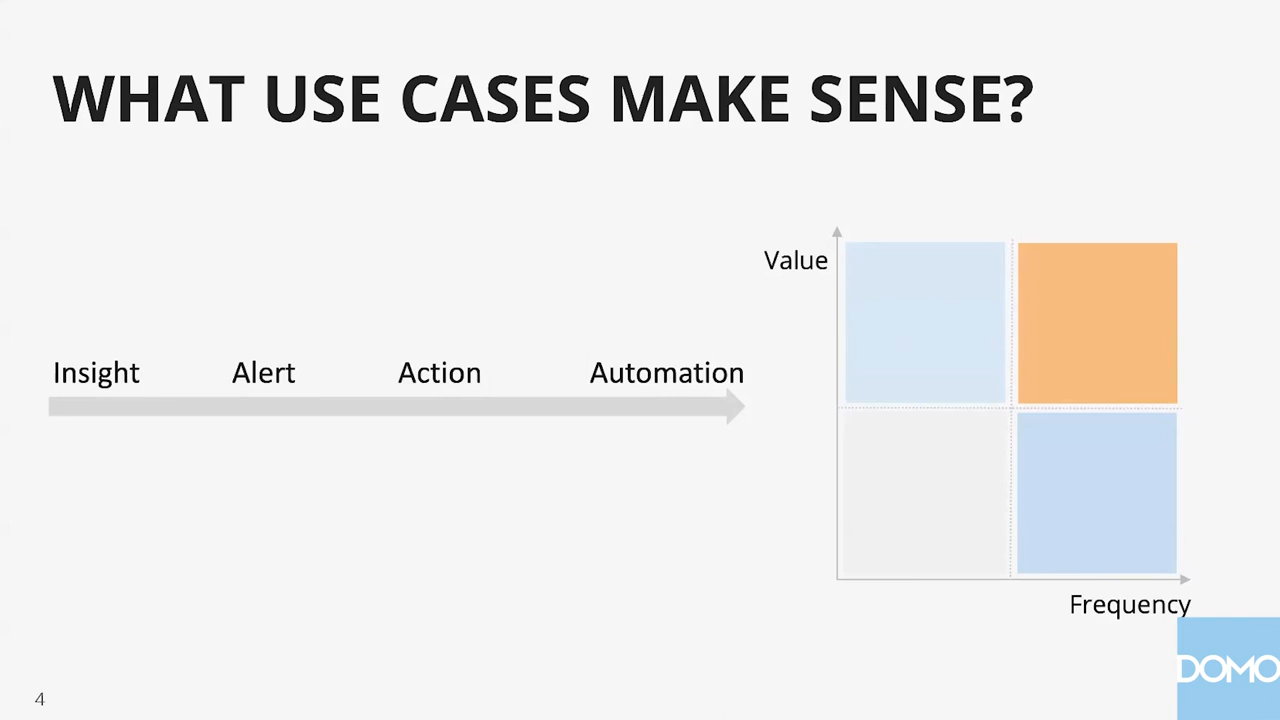 WHAT USE CASES MAKE SENSE?
Value
Insight Alert Action Automation
Frequency
DOMO
4